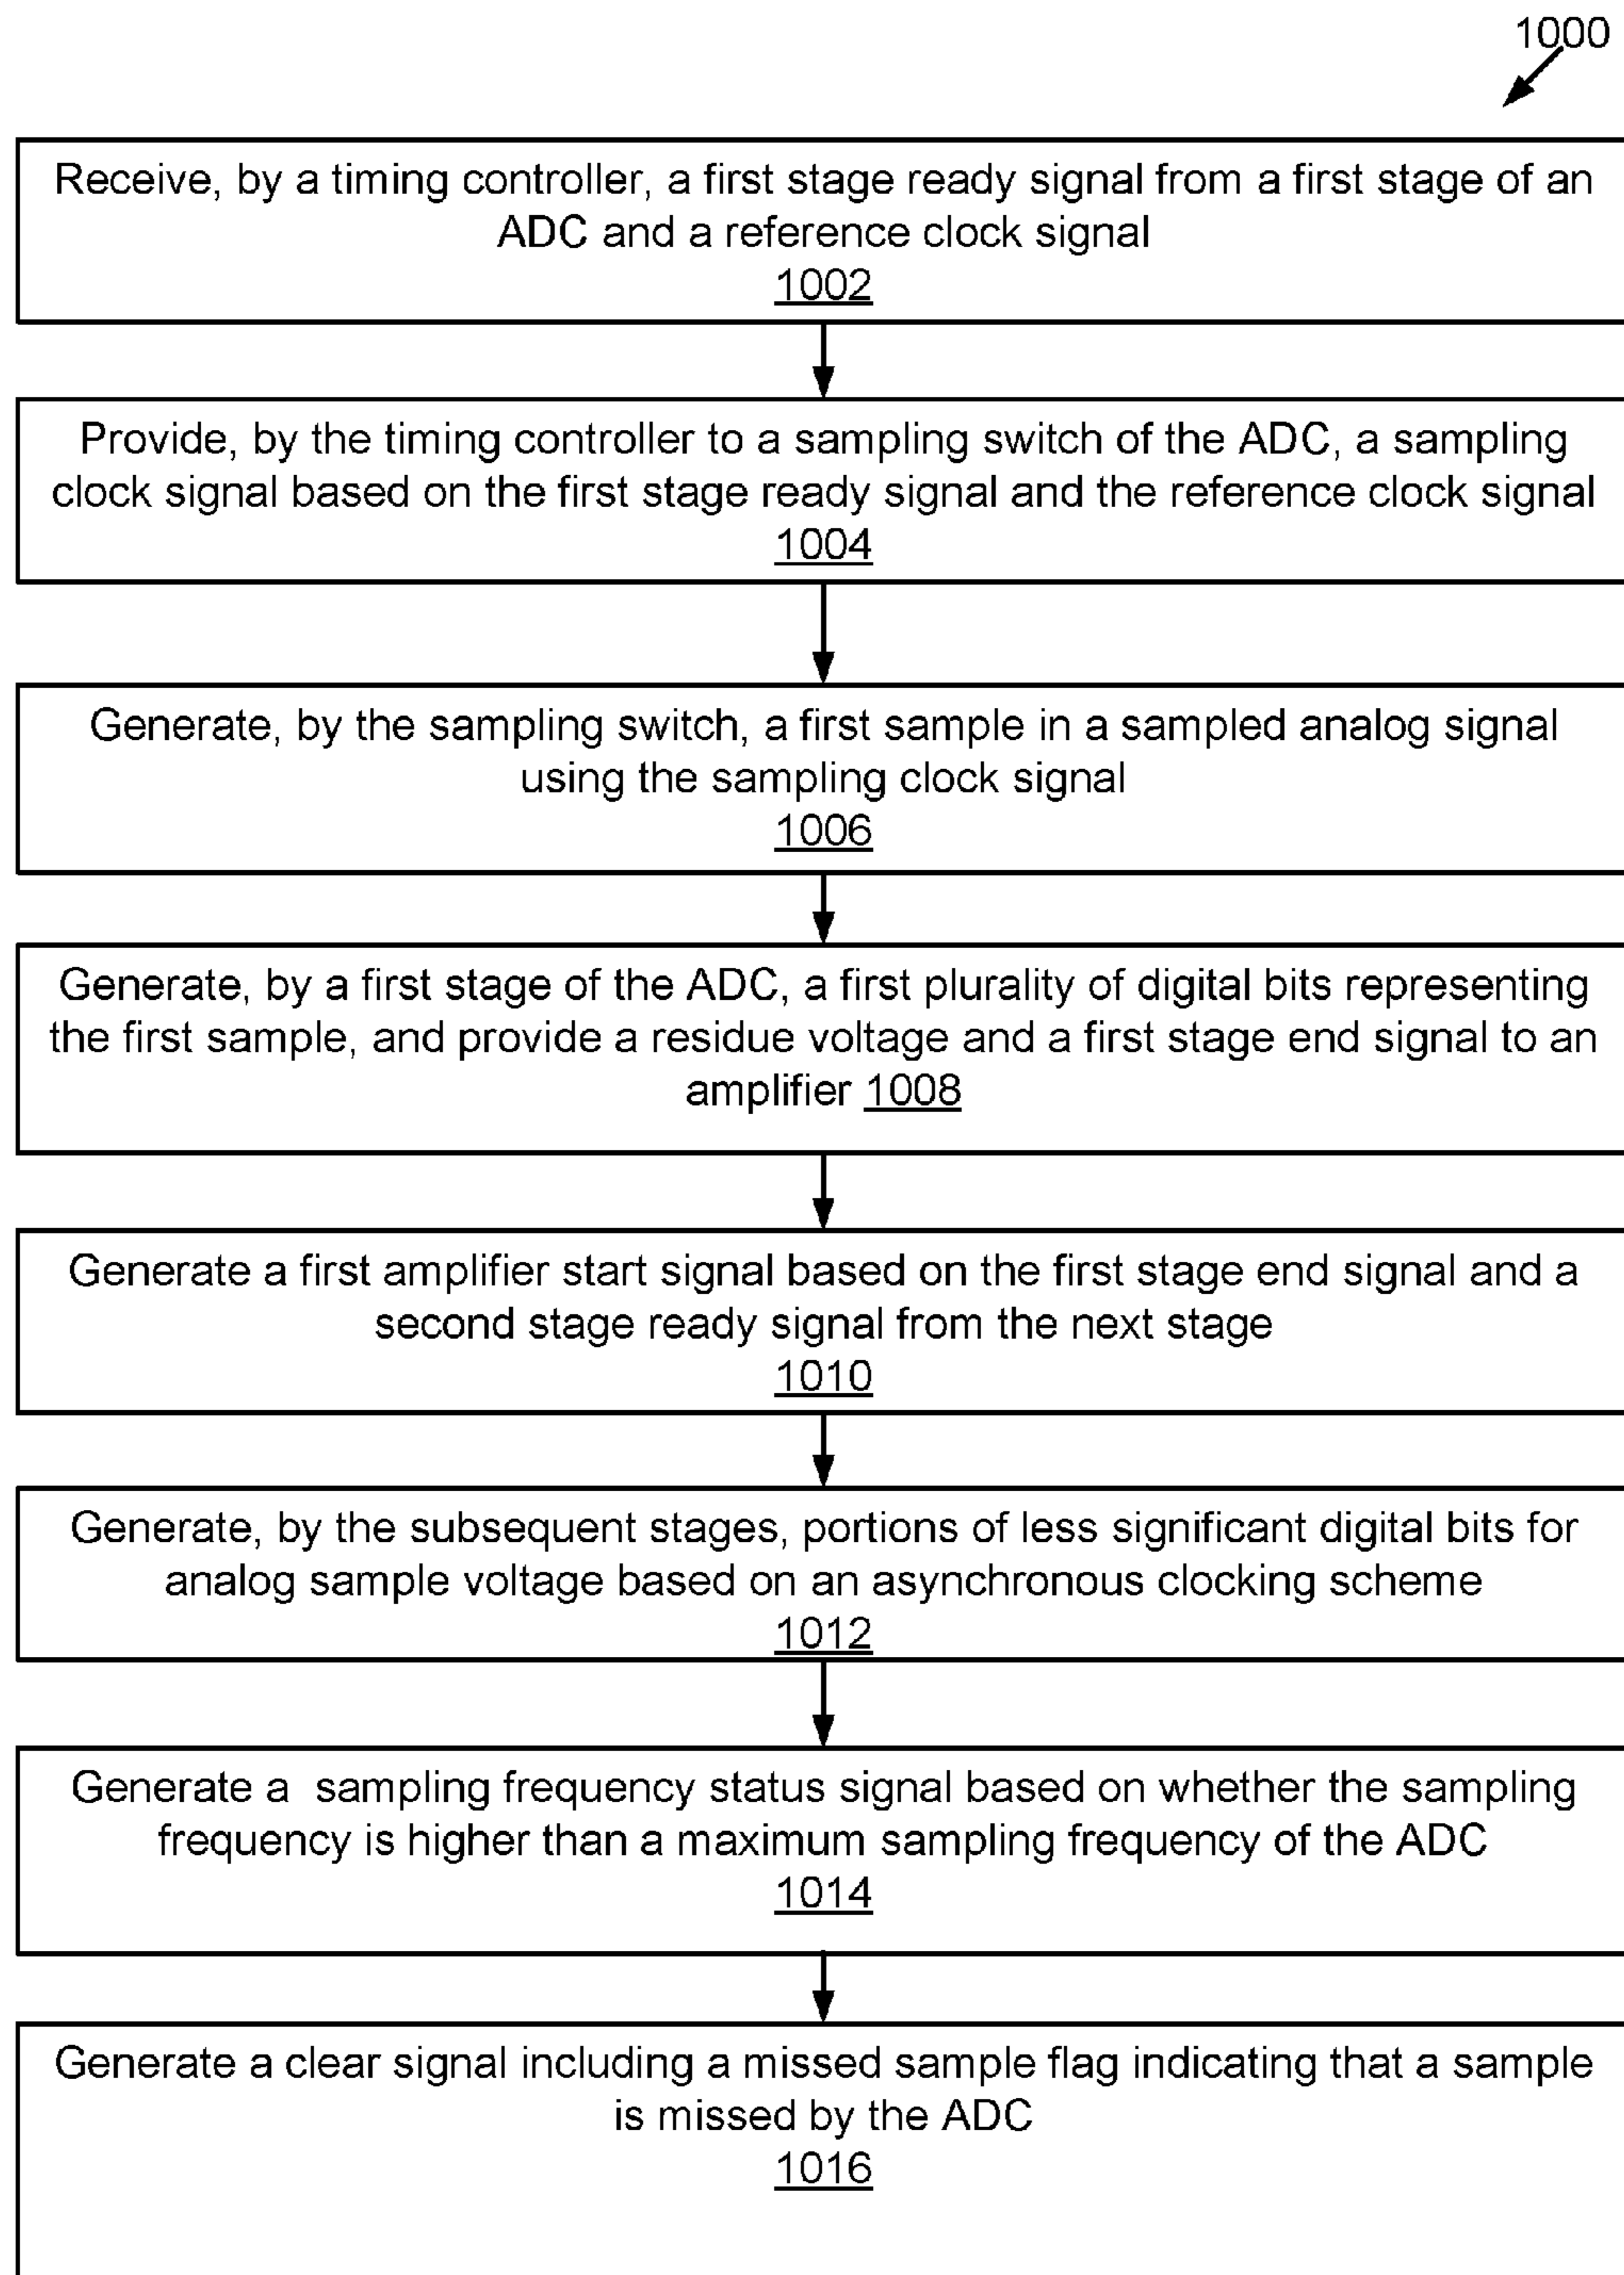 1000
Receive, by a timing controller, a first stage ready signal from a first stage of an
ADC and a reference clock signal
1002
Provide, by the timing controller to a sampling switch of the ADC, a sampling
clock signal based on the first stage ready signal and the reference clock signal
1004
Generate, by the sampling switch, a first sample in a sampled analog signal
using the sampling clock signal
1006
Generate, by a first stage of the ADC, a first plurality of digital bits representing
the first sample, and provide a residue voltage and a first stage end signal to an
amplifier 1008
Generate a first amplifier start signal based on the first stage end signal and a
second stage ready signal from the next stage
1010
Generate, by the subsequent stages, portions of less significant digital bits for
analog sample voltage based on an asynchronous clocking scheme
1012
Generate a  sampling frequency status signal based on whether the sampling
frequency is higher than a maximum sampling frequency of the ADC
1014
Generate a clear signal including a missed sample flag indicating that a sample
is missed by the ADC
1016